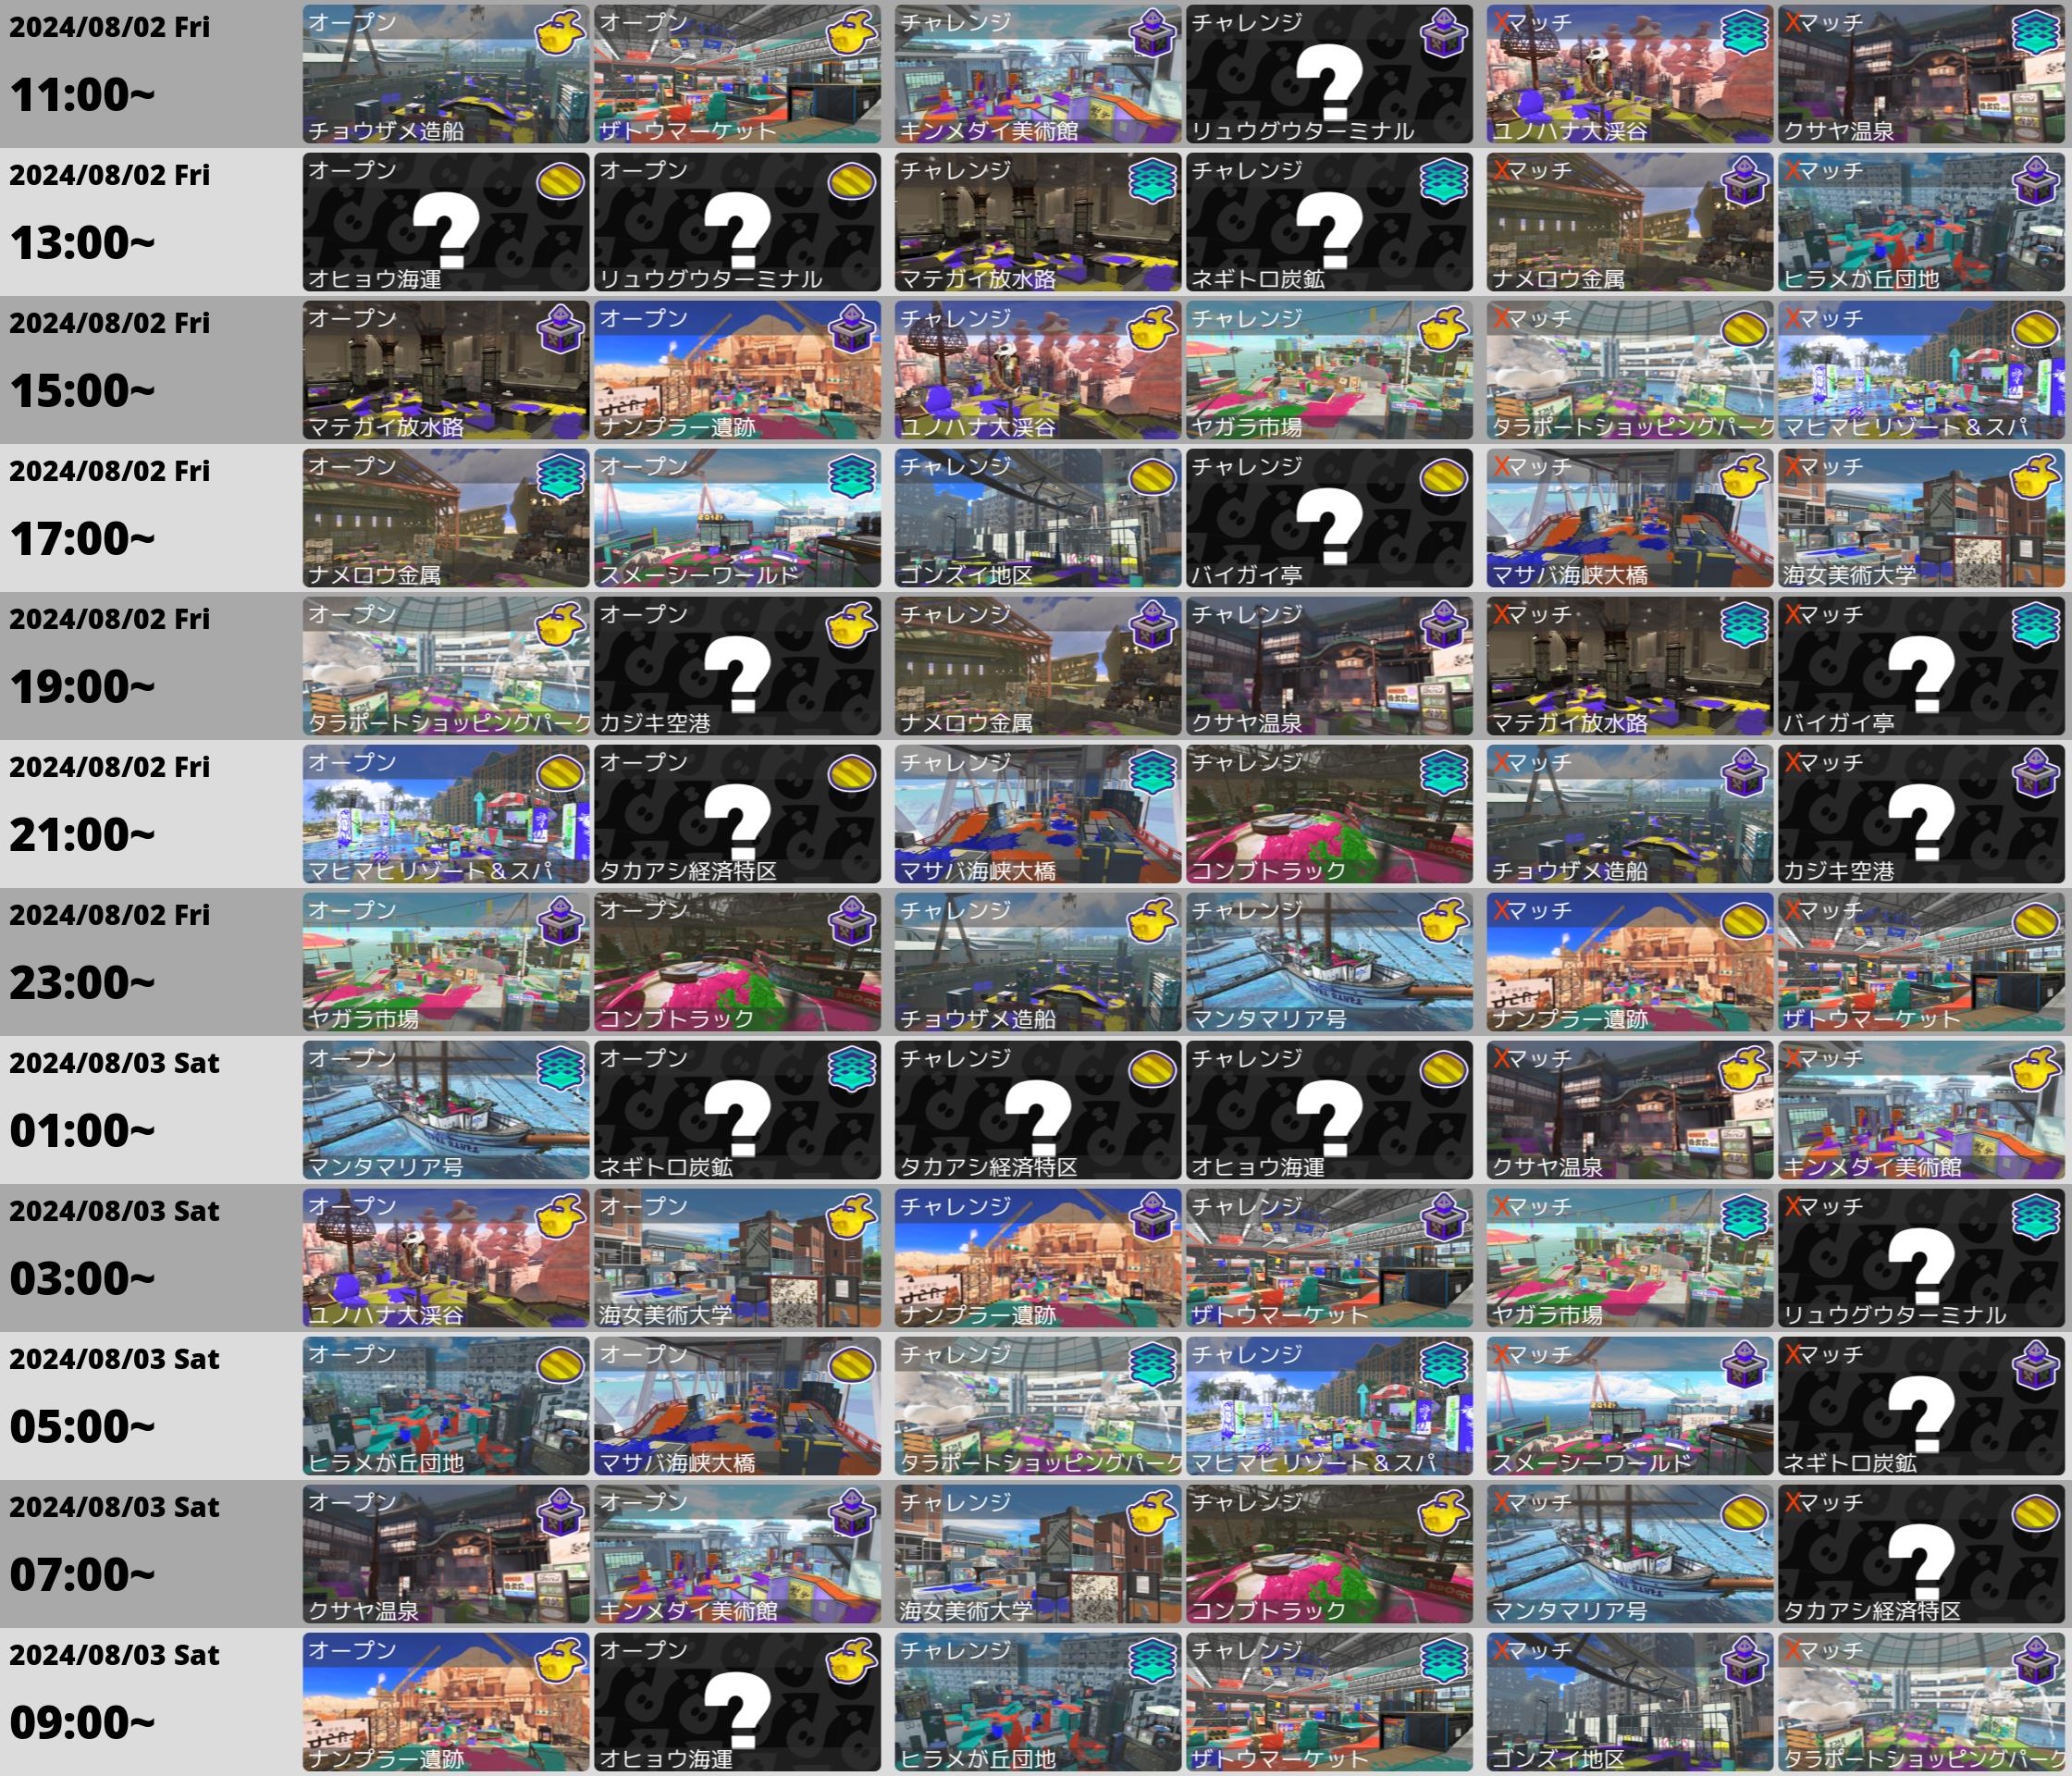 2024/08/02 Fri
11:00~
オープン
チョウザメ造船
オープン
ザトウマーケット
チャレンジ
キンメダイ美術館
チャレンジ
リュウグウターミナル
Xマッチ
ユノハナ大渓谷
Xマッチ
クサヤ温泉
2024/08/02 Fri
13:00~
オープン
オヒョウ海運
オープン
リュウグウターミナル
チャレンジ
マテガイ放水路
チャレンジ
ネギトロ炭鉱
Xマッチ
ナメロウ金属
Xマッチ
ヒラメが丘団地
2024/08/02 Fri
15:00~
オープン
マテガイ放水路
オープン
ナンプラー遺跡
チャレンジ
ユノハナ大渓谷
チャレンジ
ヤガラ市場
Xマッチ
タラポートショッピングパーク
Xマッチ
マヒマヒリゾート&スパ
2024/08/02 Fri
17:00~
オープン
ナメロウ金属
オープン
スメーシーワールド
チャレンジ
ゴンズイ地区
チャレンジ
バイガイ亭
Xマッチ
マサバ海峡大橋
Xマッチ
海女美術大学
2024/08/02 Fri
19:00~
オープン
タラポートショッピングパーク
オープン
カジキ空港
チャレンジ
ナメロウ金属
チャレンジ
クサヤ温泉
Xマッチ
マテガイ放水路
Xマッチ
バイガイ亭
2024/08/02 Fri
21:00~
オープン
マヒマヒリゾート&スパ
オープン
タカアシ経済特区
チャレンジ
マサバ海峡大橋
チャレンジ
コンブトラック
Xマッチ
チョウザメ造船
Xマッチ
カジキ空港
2024/08/02 Fri
23:00~
オープン
ヤガラ市場
オープン
コンブトラック
チャレンジ
チョウザメ造船
チャレンジ
マンタマリア号
Xマッチ
ナンプラー遺跡
Xマッチ
ザトウマーケット
2024/08/03 Sat
01:00~
オープン
マンタマリア号
オープン
ネギトロ炭鉱
チャレンジ
タカアシ経済特区
チャレンジ
オヒョウ海運
Xマッチ
クサヤ温泉
Xマッチ
キンメダイ美術館
2024/08/03 Sat
03:00~
オープン
ユノハナ大渓谷
オープン
海女美術大学
チャレンジ
ナンプラー遺跡
チャレンジ
ザトウマーケット
Xマッチ
ヤガラ市場
Xマッチ
リュウグウターミナル
2024/08/03 Sat
05:00~
オープン
ヒラメが丘団地
オープン
マサバ海峡大橋
チャレンジ
タラポートショッピングパーク
チャレンジ
マヒマヒリゾート&スパ
Xマッチ
スメーシーワールド
Xマッチ
ネギトロ炭鉱
2024/08/03 Sat
07:00~
オープン
クサヤ温泉
オープン
キンメダイ美術館
チャレンジ
海女美術大学
チャレンジ
コンブトラック
Xマッチ
マンタマリア号
Xマッチ
タカアシ経済特区
2024/08/03 Sat
09:00~
オープン
ナンプラー遺跡
オープン
オヒョウ海運
チャレンジ
ヒラメが丘団地
チャレンジ
ザトウマーケット
Xマッチ
ゴンズイ地区
Xマッチ
タラポートショッピングパーク